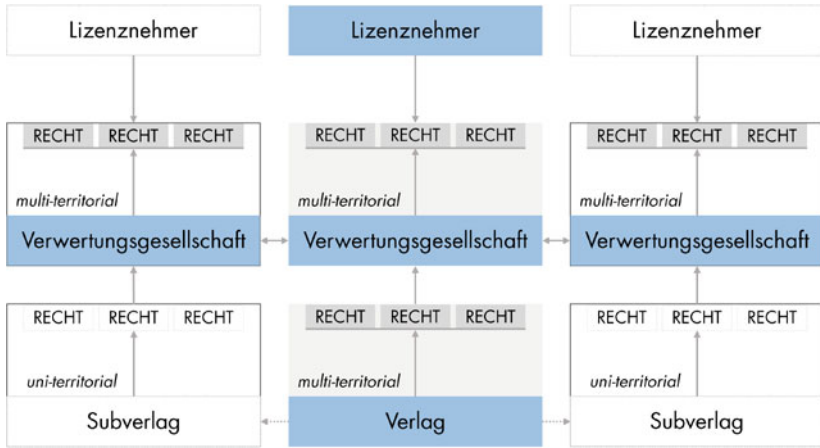 Lizenznehmer Lizenznehmer Lizenznehmer
RECHT RECHT RECHT RECHT RECHT RECHT RECHT RECHT RECHT
multi-territorial multi-territorial multi-territorial
Verwertungsgesellschaft Verwertungsgesellschaft Verwertungsgesellschaft
RECHT RECHT RECHT RECHT RECHT RECHT RECHT RECHT RECHT
uni-territorial multi-territorial uni-territorial
Subverlag Verlag Subverlag